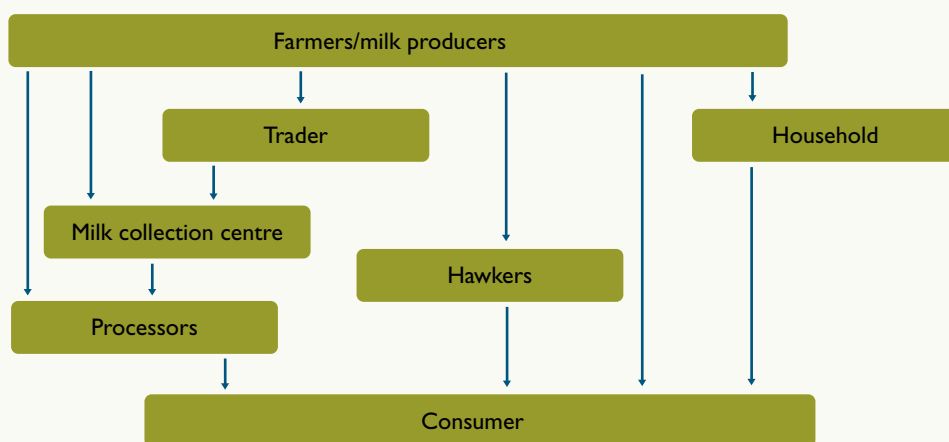 Farmers/milk producers
Trader
Household
Milk collection centre
Hawkers
Processors
Consumer